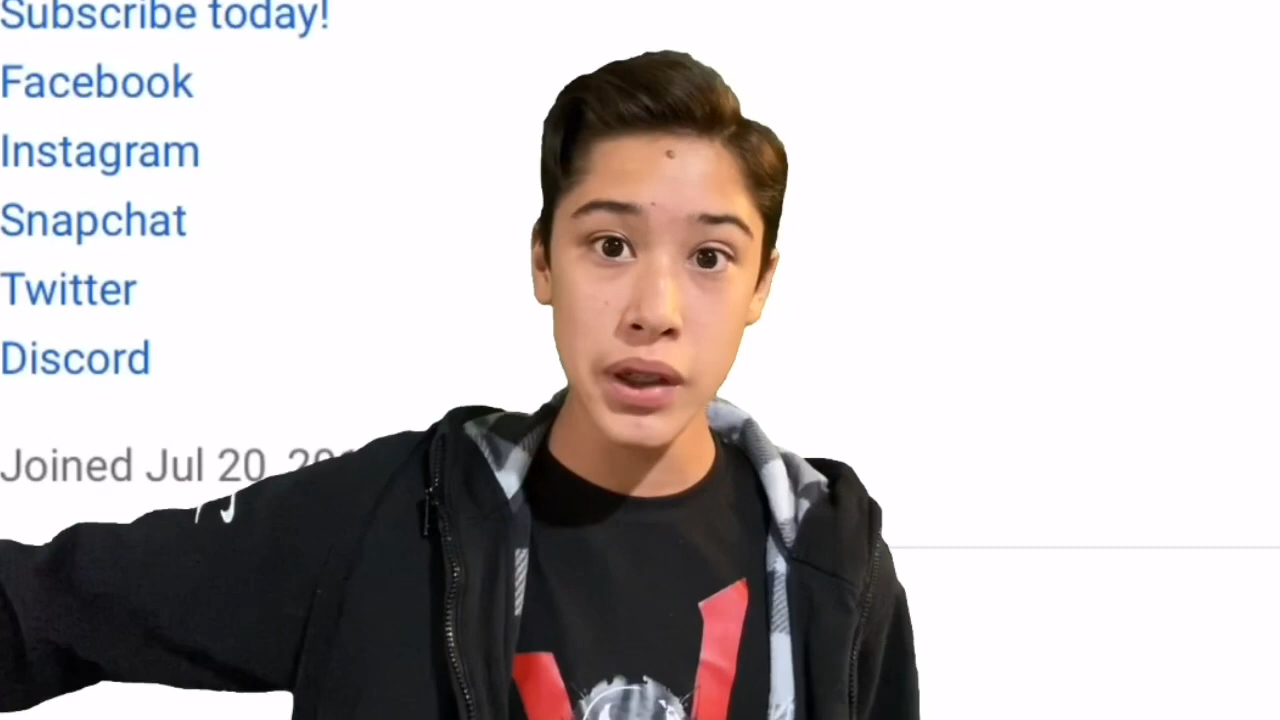 Subscribe today!
Facebook
Instagram
Snapchat
Twitter
Discord
Joined Jul 20